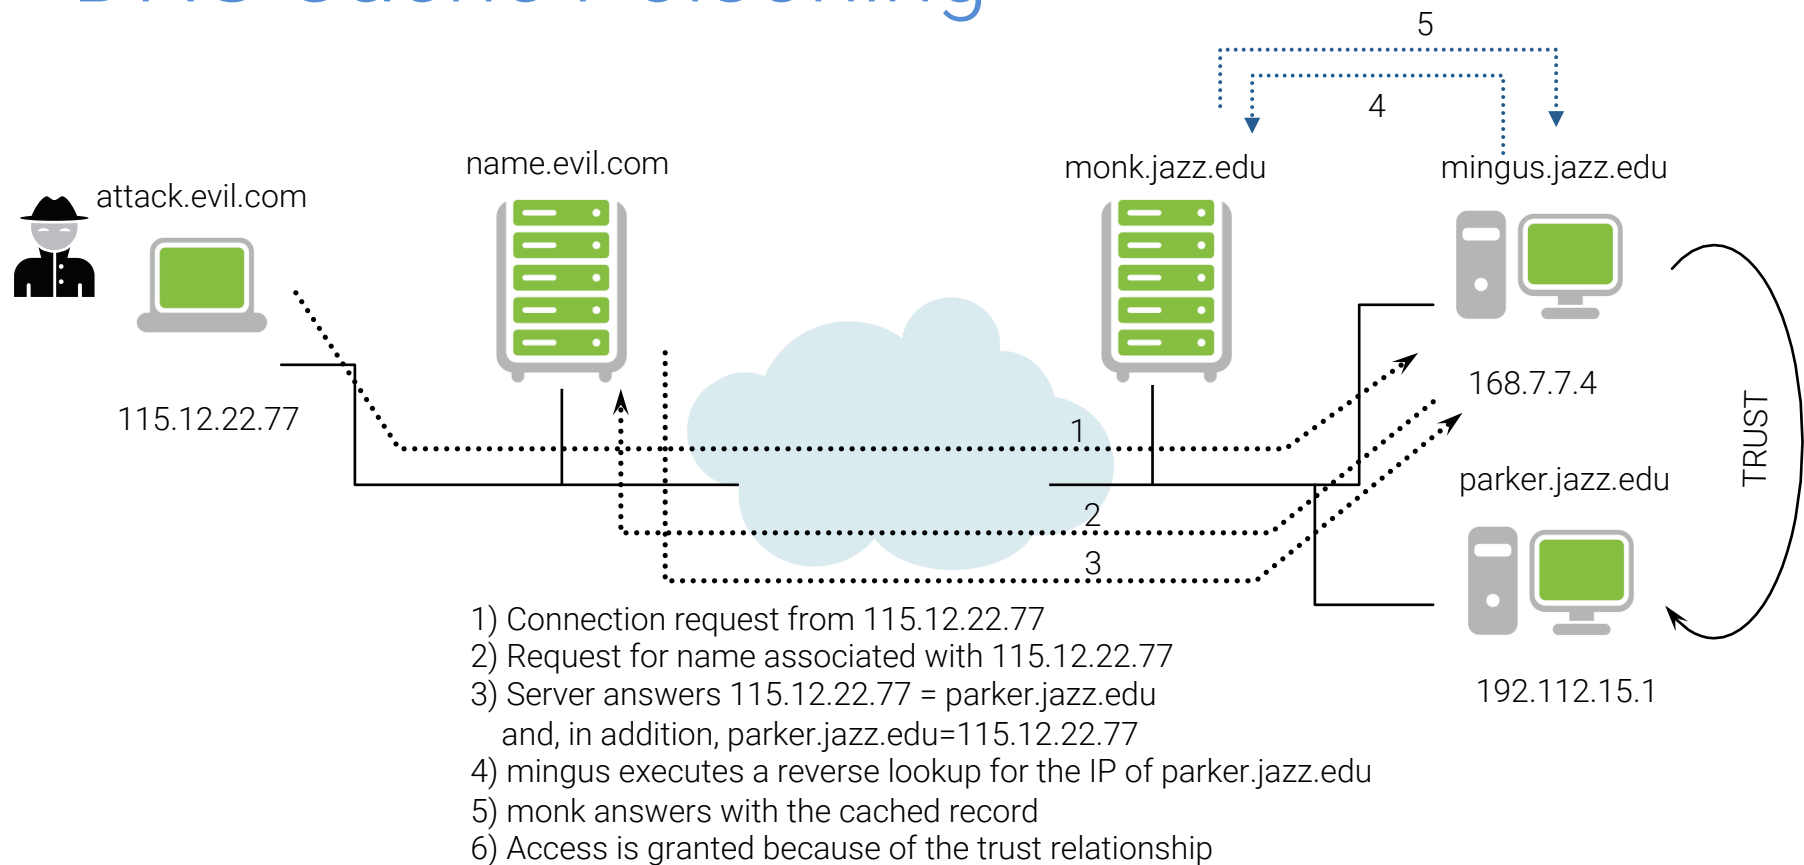 DNS Cache Poisoning
5
4
name.evil.com
monk.jazz.edu
mingus.jazz.edu
attack.evil.com
168.7.7.4
115.12.22.77
TRUST
1
parker.jazz.edu
2
3
192.112.15.1
1) Connection request from 115.12.22.77
2) Request for name associated with 115.12.22.77
3) Server answers 115.12.22.77 = parker.jazz.edu
and, in addition, parker.jazz.edu=115.12.22.77
4) mingus executes a reverse lookup for the IP of parker.jazz.edu
5) monk answers with the cached record
6) Access is granted because of the trust relationship